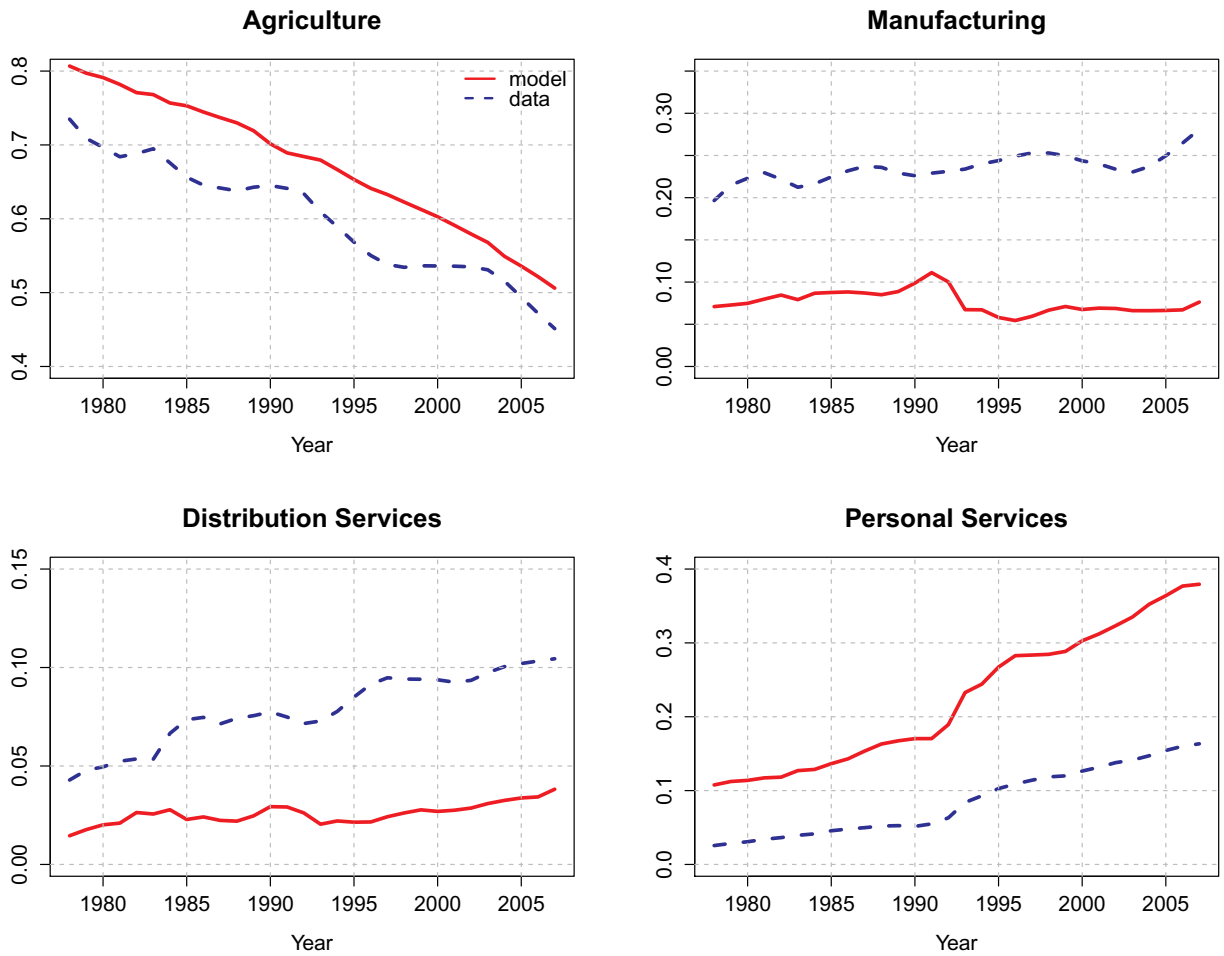 Agriculture
0.8
0.7
0.6
0.5
0.4
model
data
1980 1985 1990 1995 2000 2005
Year
Manufacturing
0.30
0.20
0.10
0.00
1980 1985 1990 1995 2000 2005
Year
Distribution Services
0.15
0.10
0.05
0.00
1980 1985 1990 1995 2000 2005
Year
Personal Services
0.4
0.3
0.2
0.1
0.0
1980 1985 1990 1995 2000 2005
Year